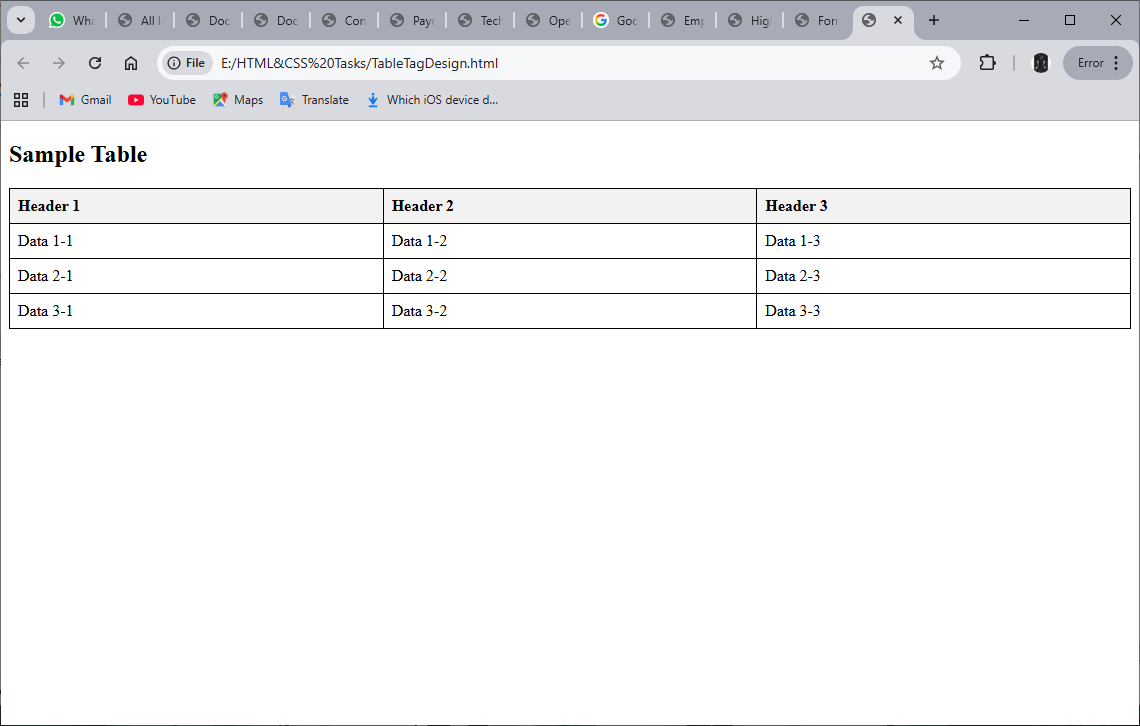 Wha All I Doc Doc Con Payı Tech Ope Goo Emp Higl For
File E:/HTML&CSS%20Tasks/TableTagDesign.html Error
Gmail YouTube Maps Translate Which iOS device d...
Sample Table
Header 1 Header 2 Header 3
Data 1-1 Data 1-2 Data 1-3
Data 2-1 Data 2-2 Data 2-3
Data 3-1 Data 3-2 Data 3-3